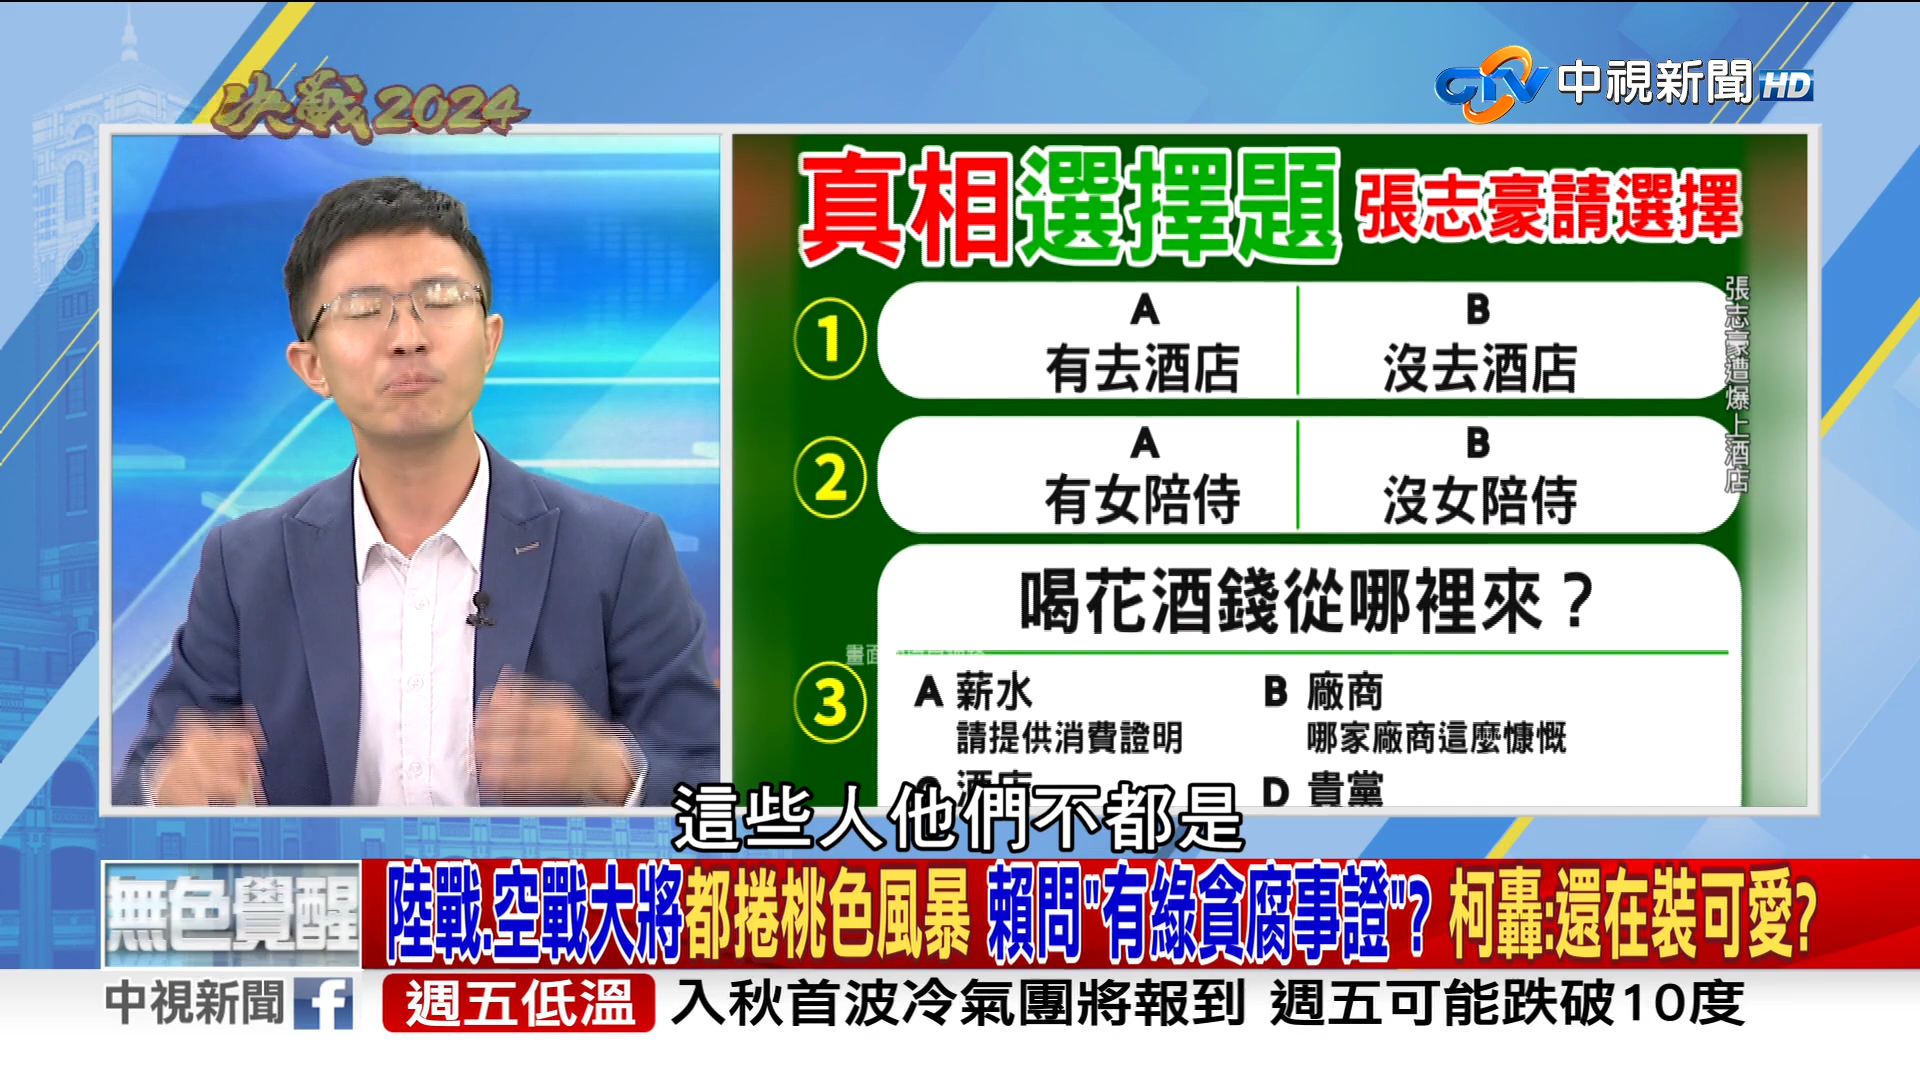 決戰2024
CTV 中視新聞 HD
真相選擇題 張志豪請選擇
張志豪遭爆上酒店
1
A
有去酒店
B
沒去酒店
2
A
有女陪侍
B
沒女陪侍
3
喝花酒錢從哪裡來？
A 薪水
請提供消費證明
B 廠商
哪家廠商這麼慷慨
C 酒店
D 貴黨
畫面
這些人他們不都是
無色覺醒
陸戰.空戰大將都捲桃色風暴 賴問"有綠貪腐事證"? 柯轟:還在裝可愛?
中視新聞 f
週五低溫 入秋首波冷氣團將報到 週五可能跌破10度